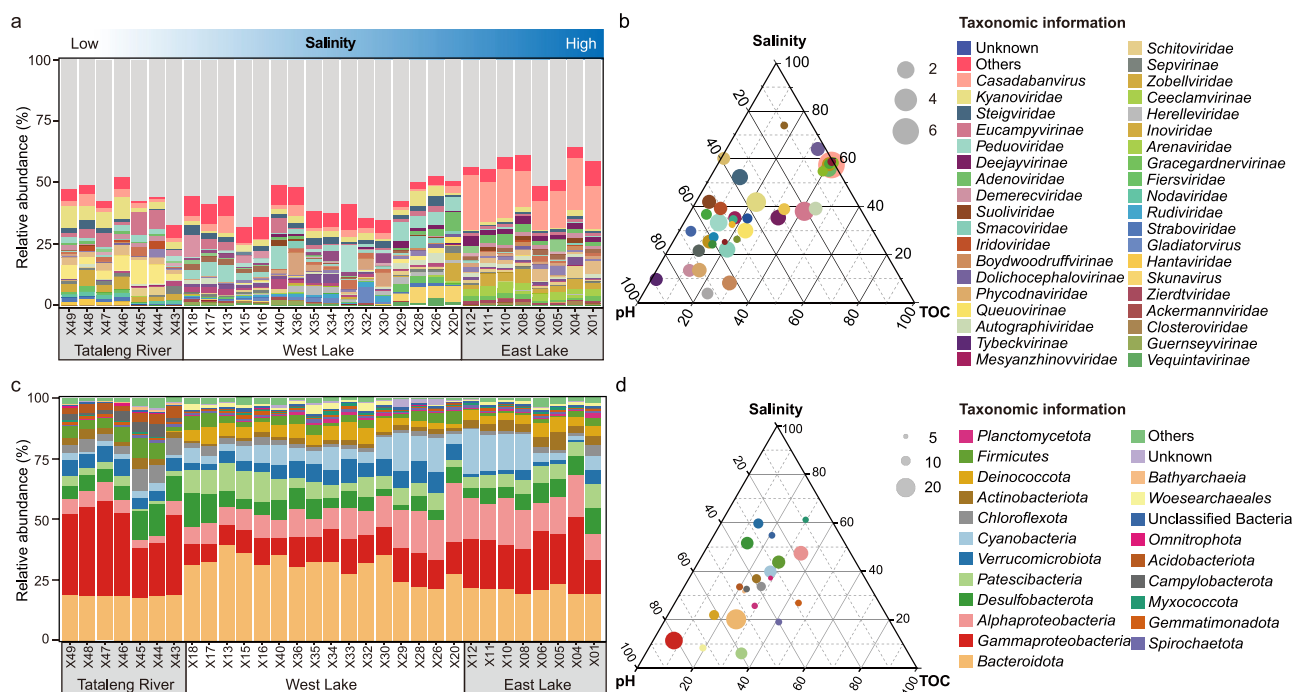 a
Low
Salinity
High
Relative abundance (%)
100
75
50
25
0
X49
X48
X47
X46
X45
X44
X43
X18
X17
X13
X15
X16
X40
X36
X35
X34
X33
X32
X30
X29
X28
X26
X20
X12
X11
X10
X08
X06
X05
X04
X01
Tataleng River
West Lake
East Lake
b
Salinity
100
80
60
40
20
20
40
60
80
100
pH
20
40
60
80
100
TOC
2
4
6
Taxonomic information
Unknown
Others
Casadabanvirus
Kyanoviridae
Steigviridae
Eucampyvirinae
Peduoviridae
Deejayvirinae
Adenoviridae
Demerecviridae
Suoliviridae
Smacoviridae
Iridoviridae
Boydwoodruffvirinae
Dolichocephalovirinae
Phycodnaviridae
Queuovirinae
Autographiviridae
Tybeckvirinae
Mesyanzhinovviridae
Schitoviridae
Sepvirinae
Zobellviridae
Ceeclamvirinae
Herelleviridae
Inoviridae
Arenaviridae
Gracegardnervirinae
Fiersviridae
Nodaviridae
Rudiviridae
Straboviridae
Gladiatorvirus
Hantaviridae
Skunavirus
Zierdtviridae
Ackermannviridae
Closteroviridae
Guernseyvirinae
Vequintavirinae
c
Relative abundance (%)
100
75
50
25
0
X49
X48
X47
X46
X45
X44
X43
X18
X17
X13
X15
X16
X40
X36
X35
X34
X33
X32
X30
X29
X28
X26
X20
X12
X11
X10
X08
X06
X05
X04
X01
Tataleng River
West Lake
East Lake
d
Salinity
100
80
60
40
20
20
40
60
80
100
pH
20
40
60
80
100
TOC
5
10
20
Taxonomic information
Planctomycetota
Firmicutes
Deinococcota
Actinobacteriota
Chloroflexota
Cyanobacteria
Verrucomicrobiota
Patescibacteria
Desulfobacterota
Alphaproteobacteria
Gammaproteobacteria
Bacteroidota
Others
Unknown
Bathyarchaeia
Woesearchaeales
Unclassified Bacteria
Omnitrophota
Acidobacteriota
Campylobacterota
Myxococcota
Gemmatimonadota
Spirochaetota